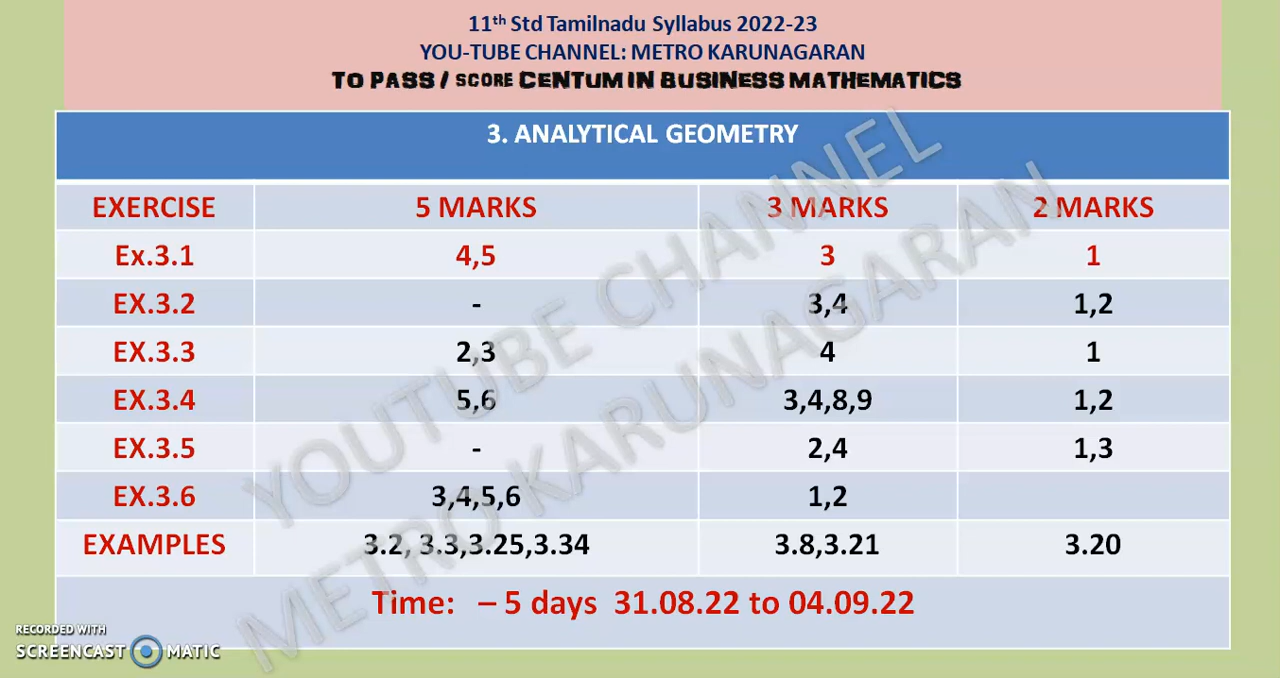 11th Std Tamilnadu Syllabus 2022-23
YOU-TUBE CHANNEL: METRO KARUNAGARAN
TO PASS / SCORE CENTUM IN BUSINESS MATHEMATICS
3. ANALYTICAL GEOMETRY
EXERCISE 5 MARKS 3 MARKS 2 MARKS
Ex.3.1 4,5 3 1
EX.3.2 - 3,4 1,2
EX.3.3 2,3 4 1
EX.3.4 5,6 3,4,8,9 1,2
EX.3.5 - 2,4 1,3
EX.3.6 3,4,5,6 1,2
EXAMPLES 3.2, 3.3,3.25,3.34 3.8,3.21 3.20
Time: – 5 days 31.08.22 to 04.09.22
YOUTUBE CHANNEL
METRO KARUNAGARAN
RECORDED WITH
SCREENCAST MATIC